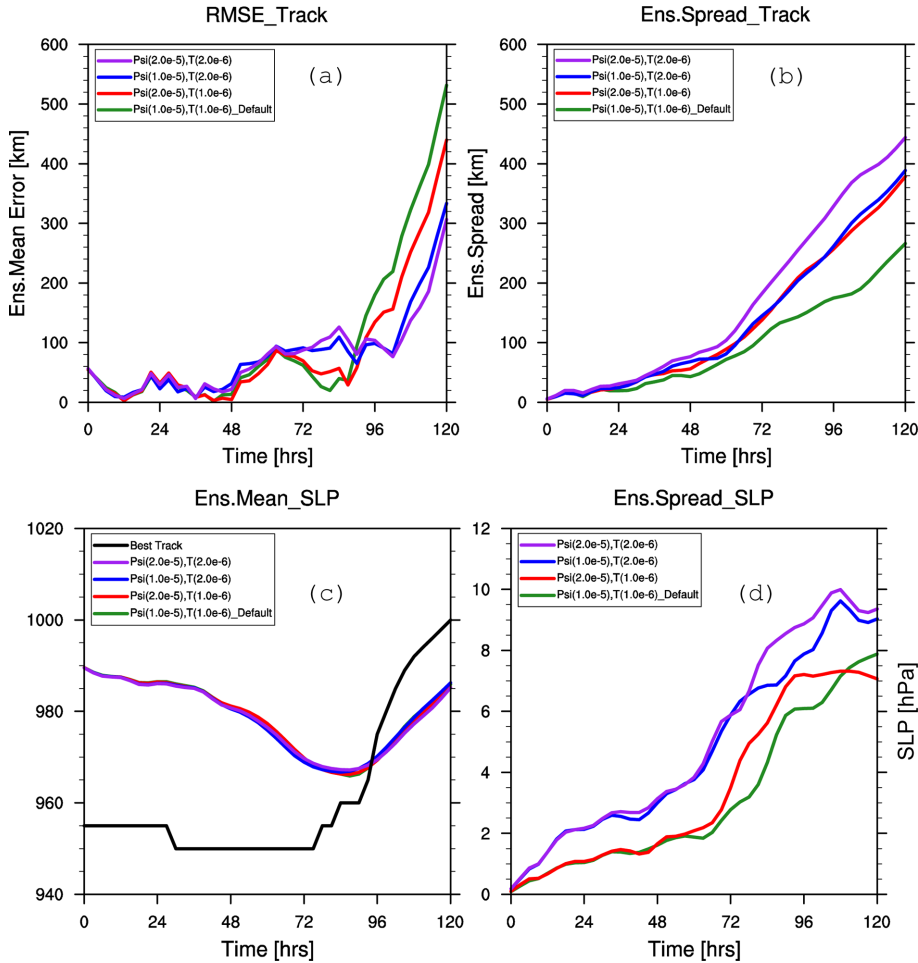 RMSE_Track
Ens.Mean Error [km]
600
500
400
300
200
100
0
Psi(2.0e-5),T(2.0e-6)
Psi(1.0e-5),T(2.0e-6)
Psi(2.0e-5),T(1.0e-6)
Psi(1.0e-5),T(1.0e-6)_Default
(a)
0 24 48 72 96 120
Time [hrs]
Ens.Spread_Track
Ens.Spread [km]
600
500
400
300
200
100
0
Psi(2.0e-5),T(2.0e-6)
Psi(1.0e-5),T(2.0e-6)
Psi(2.0e-5),T(1.0e-6)
Psi(1.0e-5),T(1.0e-6)_Default
(b)
0 24 48 72 96 120
Time [hrs]
Ens.Mean_SLP
1020
1000
980
960
940
Best Track
Psi(2.0e-5),T(2.0e-6)
Psi(1.0e-5),T(2.0e-6)
Psi(2.0e-5),T(1.0e-6)
Psi(1.0e-5),T(1.0e-6)_Default
(c)
0 24 48 72 96 120
Time [hrs]
Ens.Spread_SLP
12
10
8
6
4
2
0
Psi(2.0e-5),T(2.0e-6)
Psi(1.0e-5),T(2.0e-6)
Psi(2.0e-5),T(1.0e-6)
Psi(1.0e-5),T(1.0e-6)_Default
(d)
SLP [hPa]
0 24 48 72 96 120
Time [hrs]